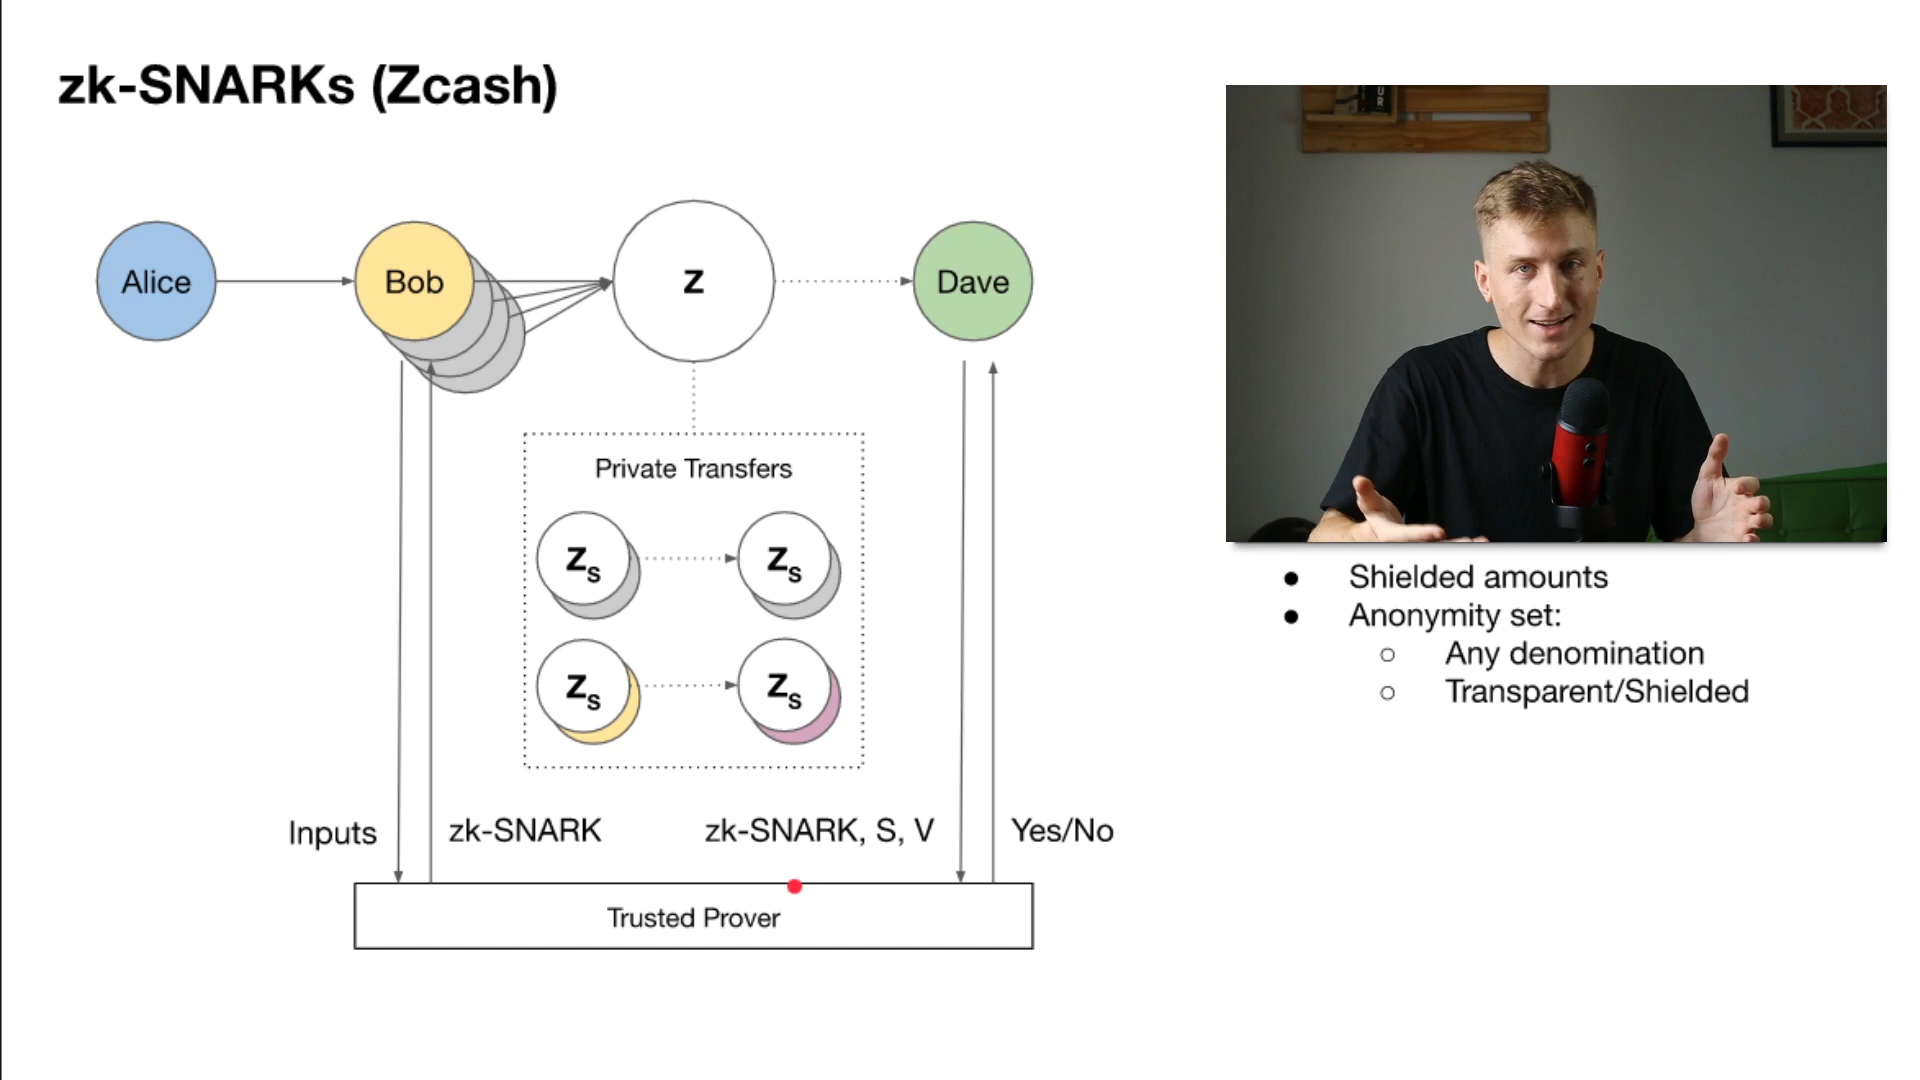 zk-SNARKs (Zcash)
Alice
Bob
Z
Dave
Private Transfers
Zs
Zs
Zs
Zs
Inputs
zk-SNARK
zk-SNARK, S, V
Yes/No
Trusted Prover
UR
Shielded amounts
Anonymity set:
Any denomination
Transparent/Shielded